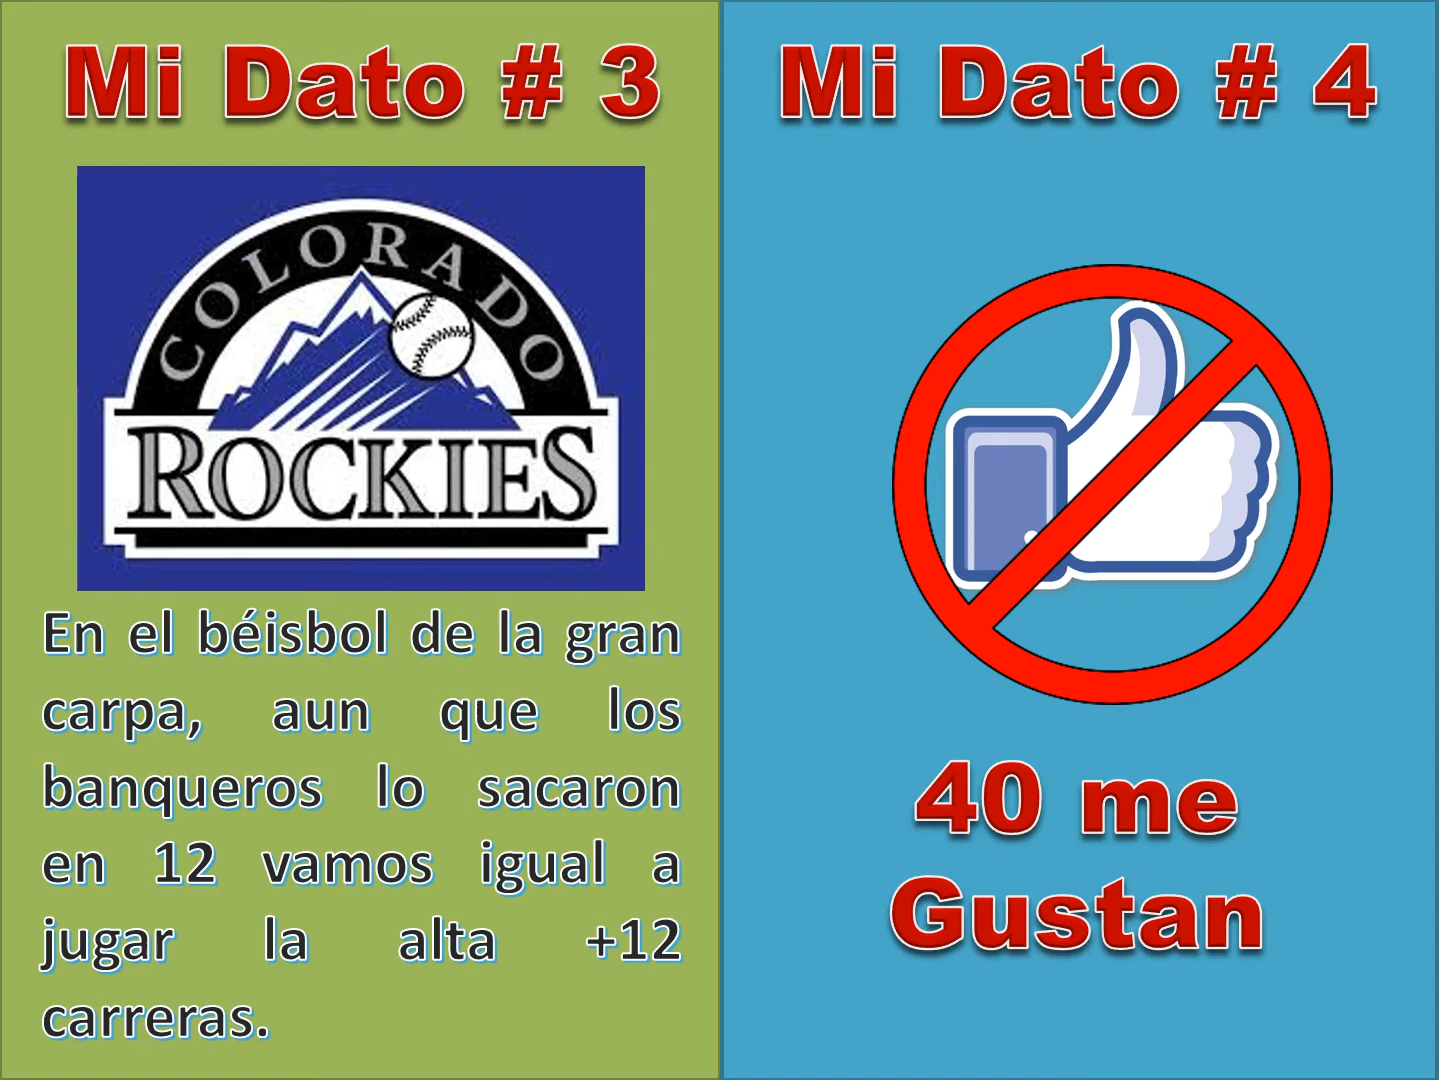 Mi Dato # 3
COLORADO
ROCKIES
En el béisbol de la gran
carpa, aun que los
banqueros lo sacaron
en 12 vamos igual a
jugar la alta +12
carreras.
Mi Dato # 4
40 me
Gustan